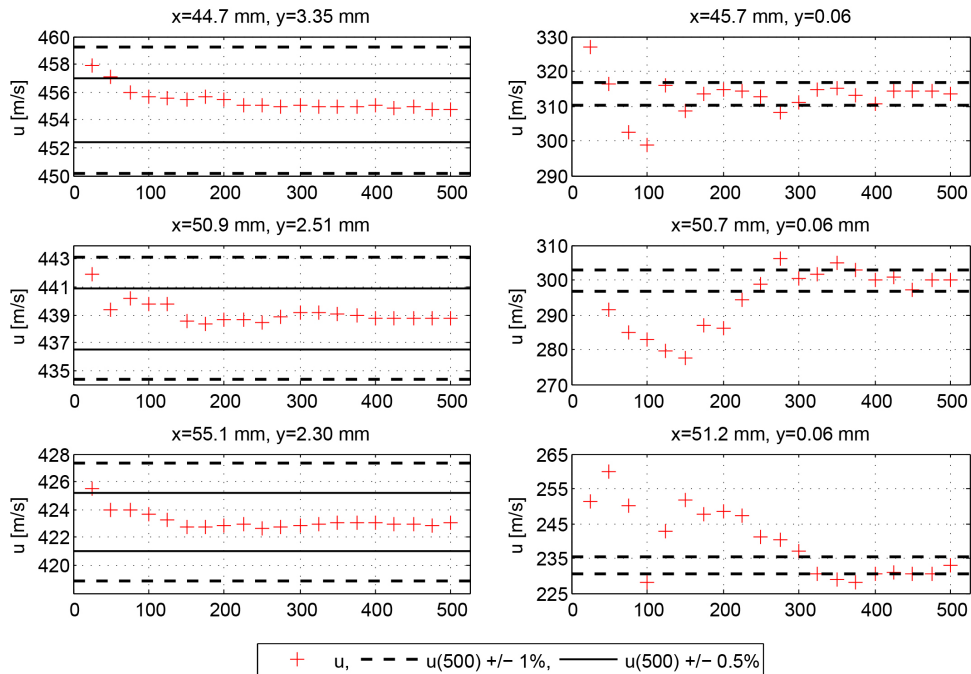 x=44.7 mm, y=3.35 mm
460
458
456
454
452
450
u [m/s]
0 100 200 300 400 500
x=45.7 mm, y=0.06
330
320
310
300
290
u [m/s]
0 100 200 300 400 500
x=50.9 mm, y=2.51 mm
443
441
439
437
435
u [m/s]
0 100 200 300 400 500
x=50.7 mm, y=0.06 mm
310
300
290
280
270
u [m/s]
0 100 200 300 400 500
x=55.1 mm, y=2.30 mm
428
426
424
422
420
u [m/s]
0 100 200 300 400 500
x=51.2 mm, y=0.06 mm
265
255
245
235
225
u [m/s]
0 100 200 300 400 500
u, u(500) +/− 1%, u(500) +/− 0.5%